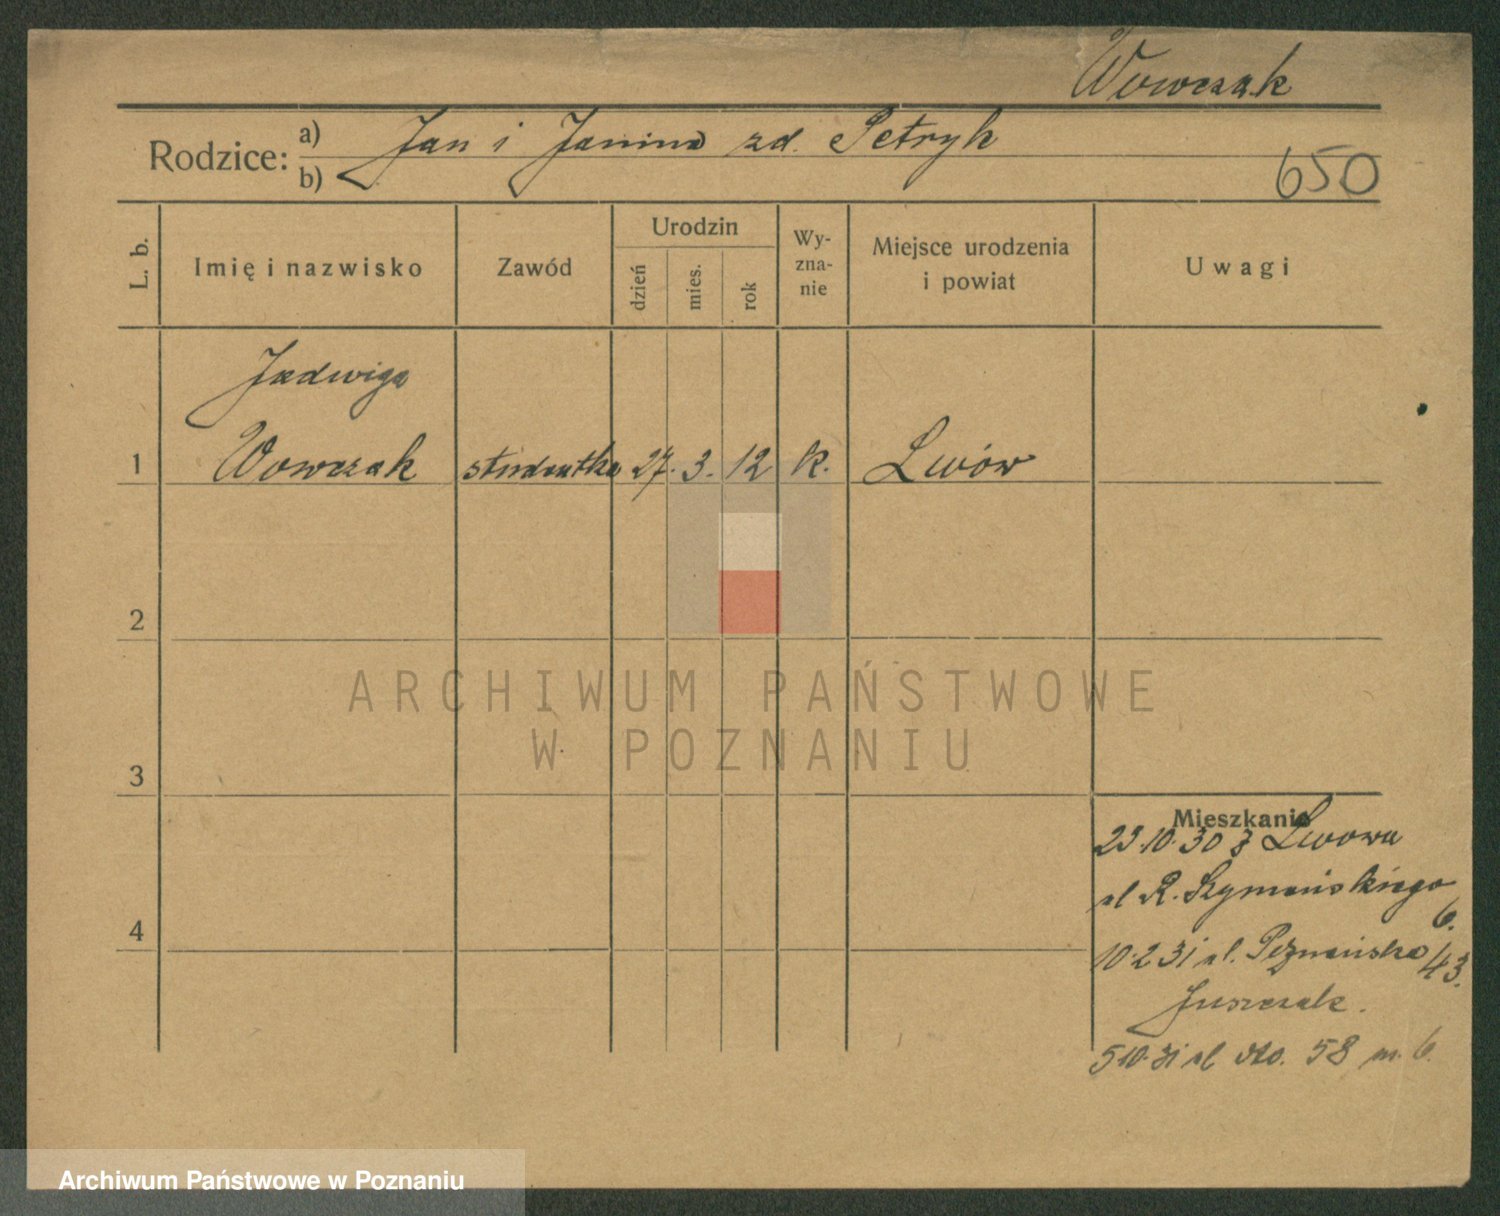 Wowczak
Rodzice: a) Jan i Janina zd. Petryk
b)
650
L. b.
Imię i nazwisko
Zawód
Urodzin
dzień
mies.
rok
Wy-
zna-
nie
Miejsce urodzenia
i powiat
Uwagi
Jadwiga
1 Wowczak studentka 27. 3. 12 k. Lwów
2
3
4
Mieszkanie
23.10.30 z Lwowa
ul R. Szymańskiego
6.
10.2 31 ul. Poznańska 43.
Juszczak.
5 10. 31 ul dto. 58 m. 6.
ARCHIWUM PAŃSTWOWE
W POZNANIU
Archiwum Państwowe w Poznaniu